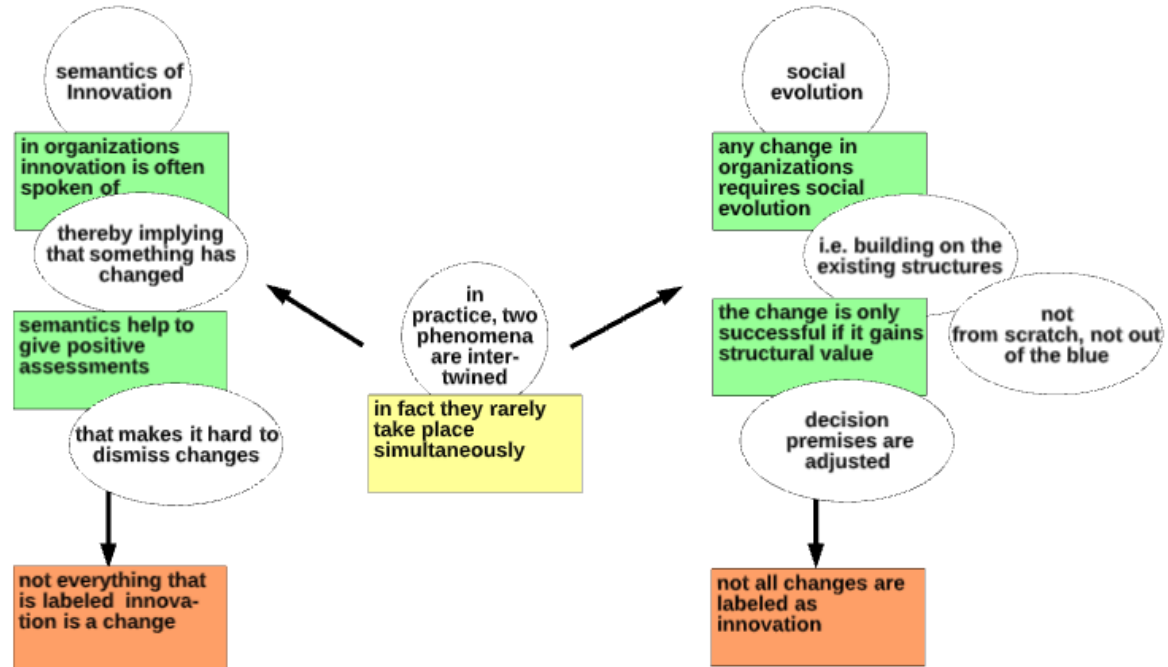 semantics of
Innovation
in organizations
innovation is often
spoken of
thereby implying
that something has
changed
semantics help to
give positive
assessments
that makes it hard to
dismiss changes
not everything that
is labeled innova-
tion is a change
in
practice, two
phenomena
are inter-
twined
in fact they rarely
take place
simultaneously
social
evolution
any change in
organizations
requires social
evolution
i.e. building on the
existing structures
not
from scratch, not out
of the blue
the change is only
successful if it gains
structural value
decision
premises are
adjusted
not all changes are
labeled as
innovation